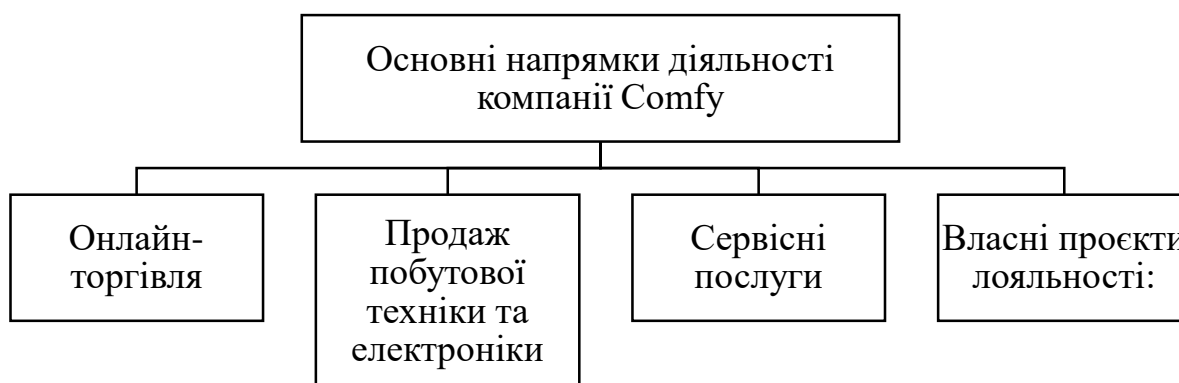 Основні напрямки діяльності
компанії Comfy
Онлайн-
торгівля
Продаж
побутової
техніки та
електроніки
Сервісні
послуги
Власні проєкти
лояльності: